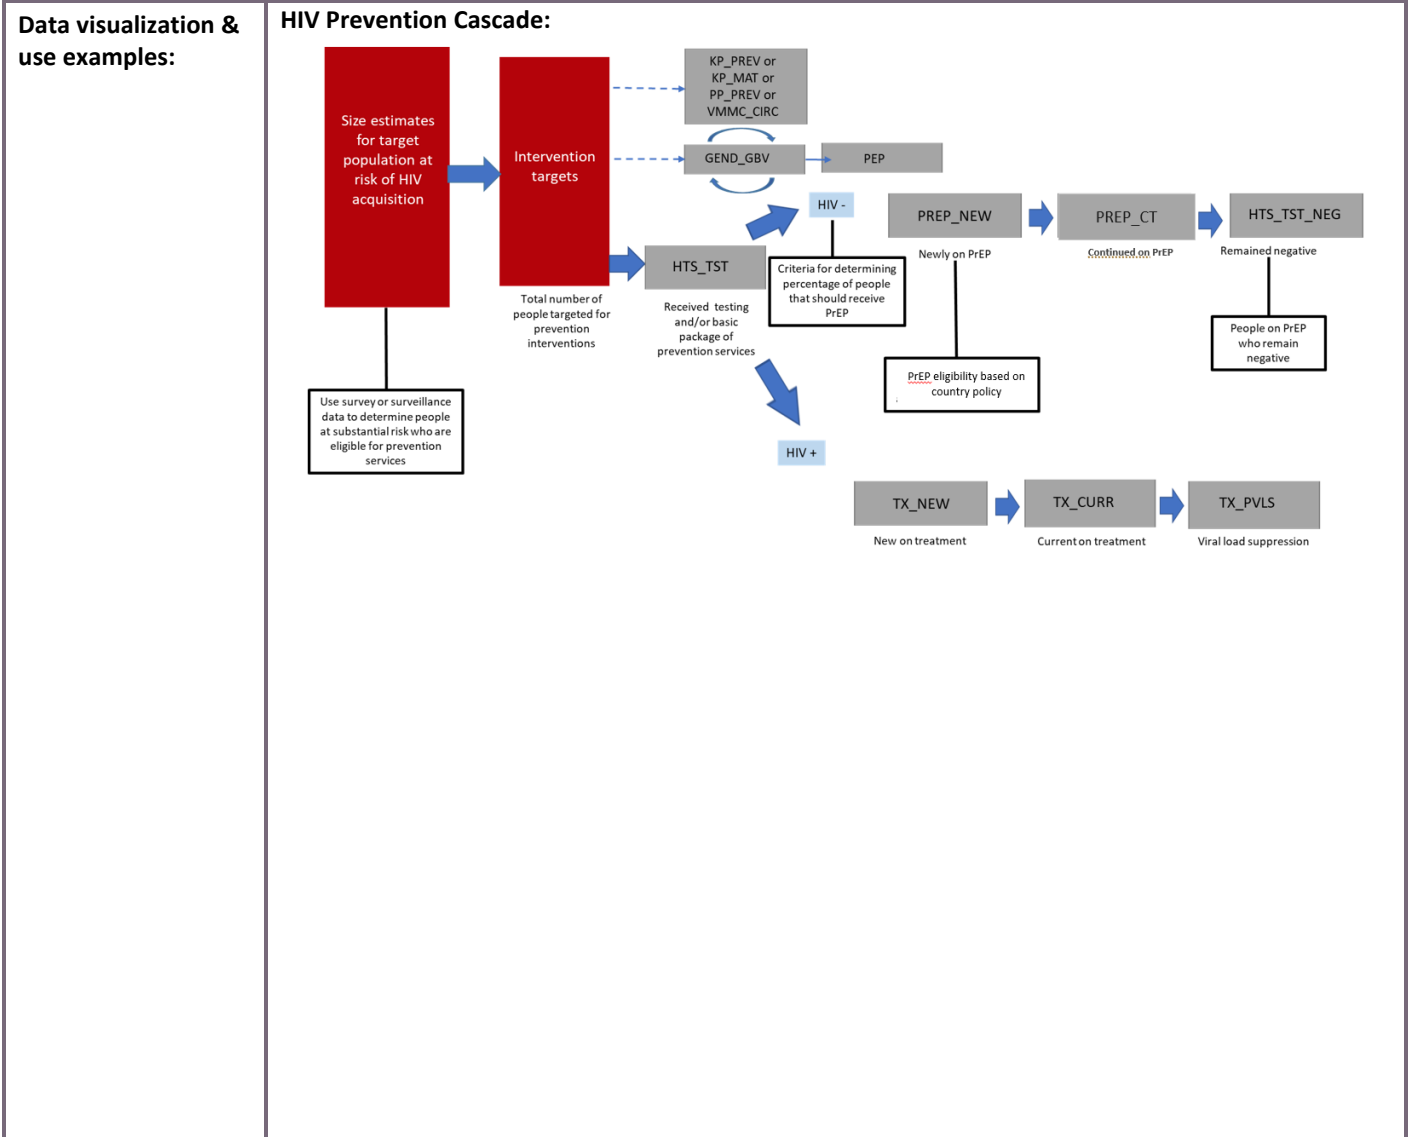 Data visualization &
use examples:
HIV Prevention Cascade:
Size estimates
for target
population at
risk of HIV
acquisition
Intervention
targets
KP_PREV or
KP_MAT or
PP_PREV or
VMMC_CIRC
GEND_GBV
PEP
HIV -
PREP_NEW
PREP_CT
HTS_TST_NEG
Newly on PrEP
Continued on PrEP
Remained negative
HTS_TST
Criteria for determining
percentage of people
that should receive
PrEP
Total number of
people targeted for
prevention
interventions
Received testing
and/or basic
package of
prevention services
People on PrEP
who remain
negative
PrEP eligibility based on
country policy
Use survey or surveillance
data to determine people
at substantial risk who are
eligible for prevention
services
HIV +
TX_NEW
TX_CURR
TX_PVLS
New on treatment
Current on treatment
Viral load suppression